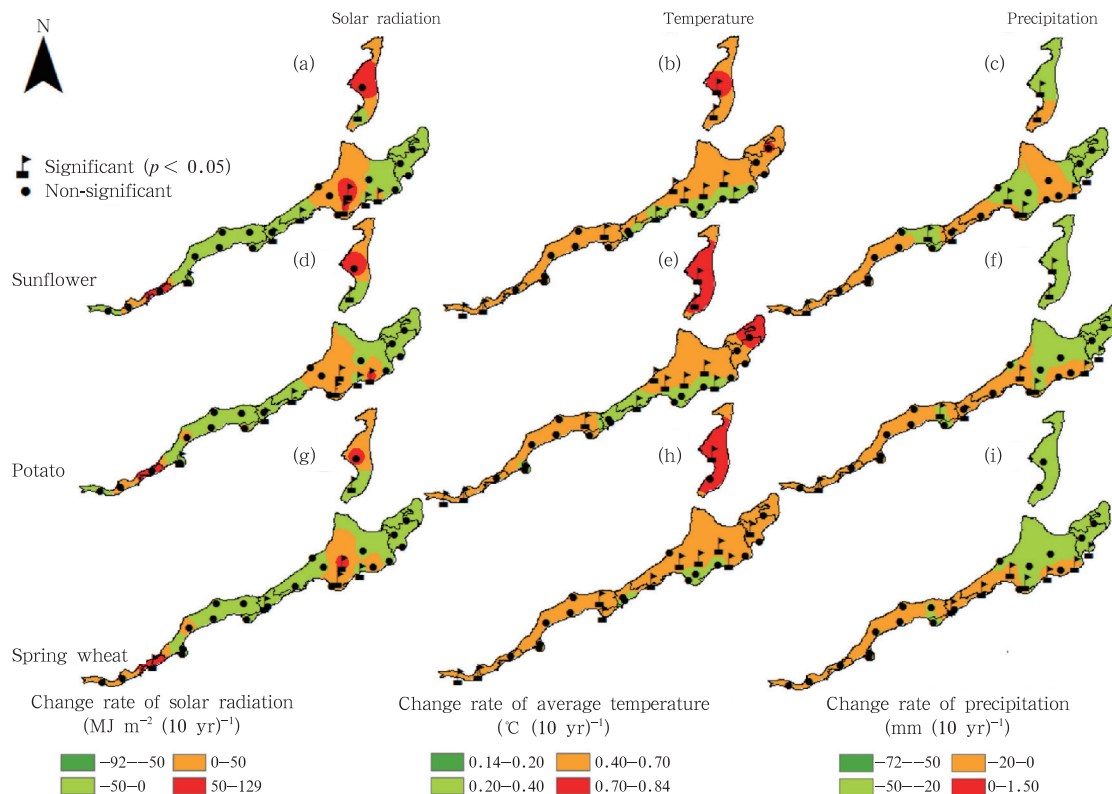 N
Solar radiation
Temperature
Precipitation
(a)
(b)
(c)
Significant (p < 0.05)
Non-significant
Sunflower
(d)
(e)
(f)
Potato
(g)
(h)
(i)
Spring wheat
Change rate of solar radiation
(MJ m⁻² (10 yr)⁻¹
-92--50
0-50
-50-0
50-129
Change rate of average temperature
(℃ (10 yr)⁻¹
0.14-0.20
0.40-0.70
0.20-0.40
0.70-0.84
Change rate of precipitation
(mm (10 yr)⁻¹
-72--50
-20-0
-50--20
0-1.50